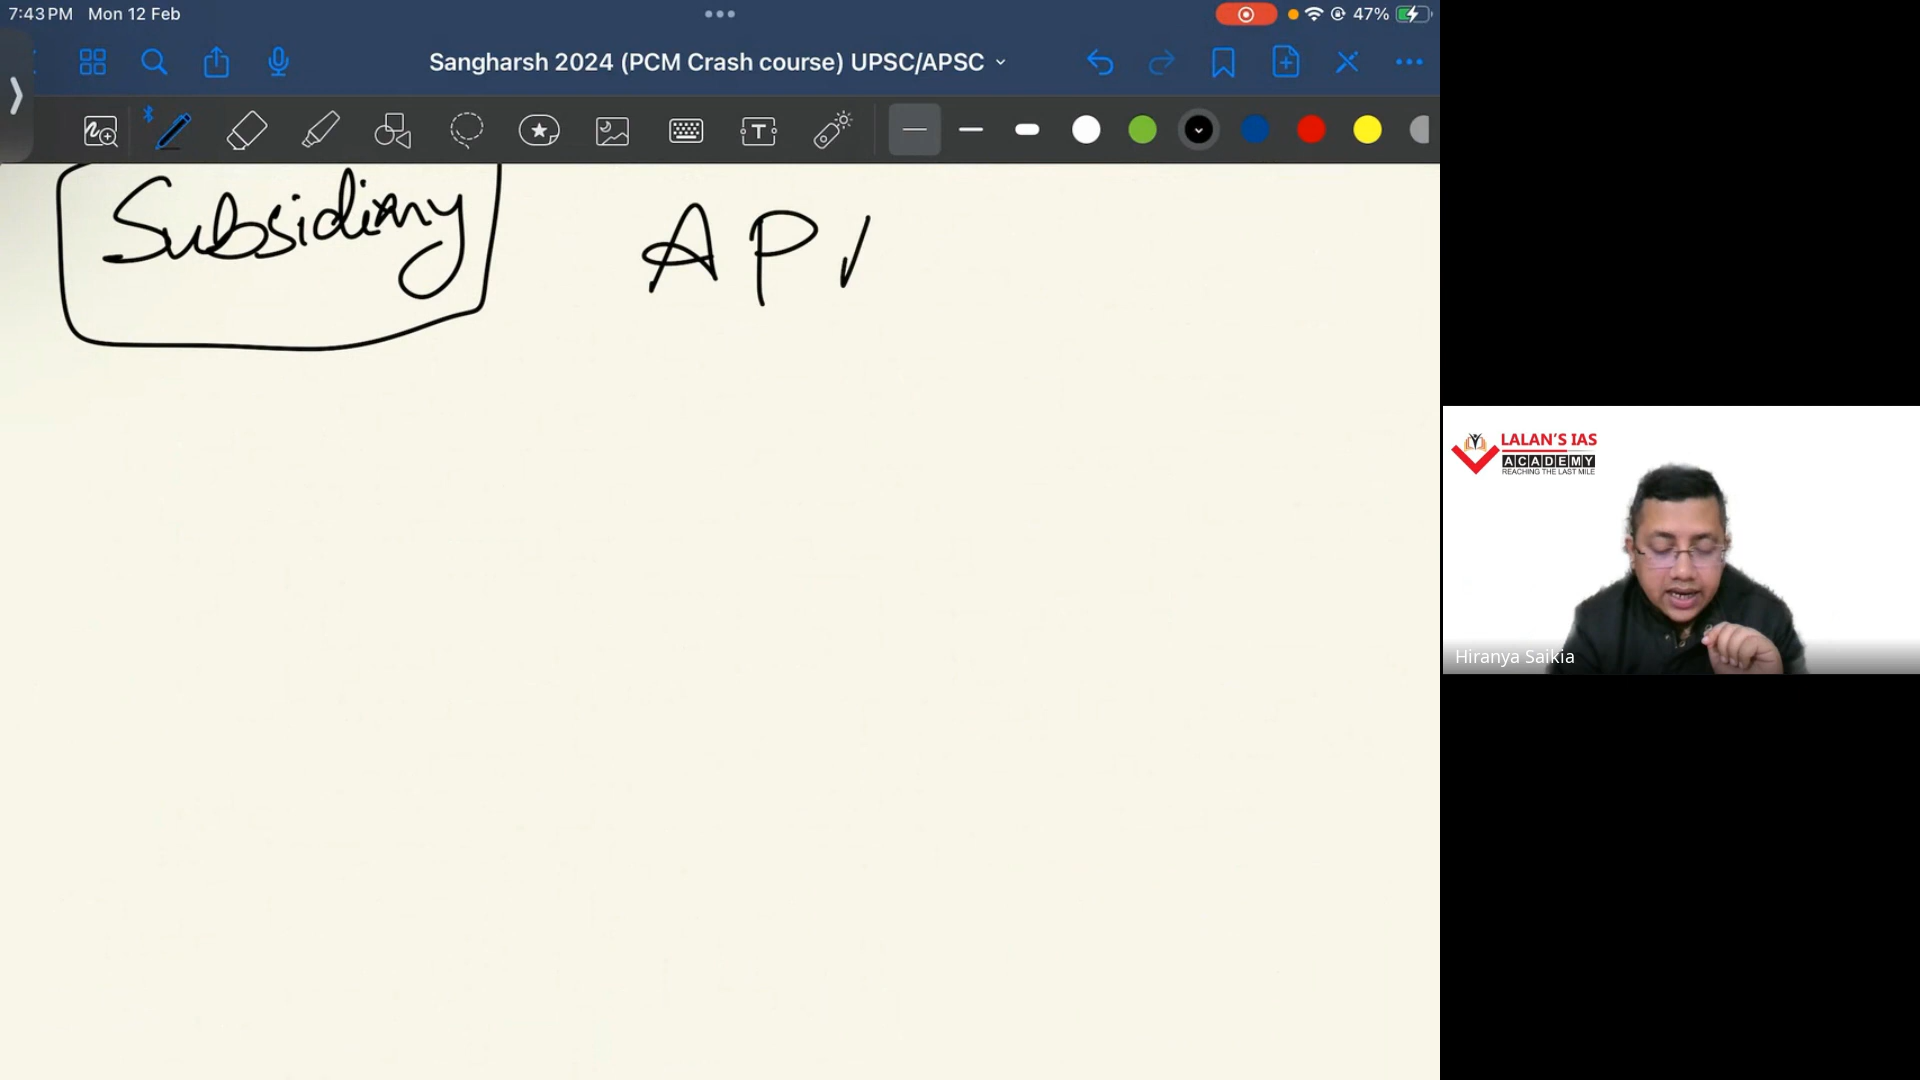 7:43 PM Mon 12 Feb
47%
Sangharsh 2024 (PCM Crash course) UPSC/APSC
T
Subsidiary
A P
LALAN'S IAS
ACADEMY
REACHING THE LAST MILE
Hiranya Saikia